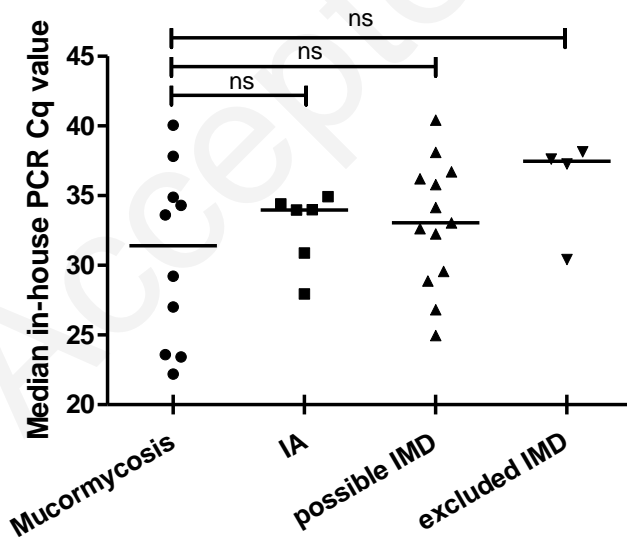 ns
ns
ns
Median in-house PCR Cq value
45
40
35
30
25
20
Mucormycosis
IA
possible IMD
excluded IMD
Accepte